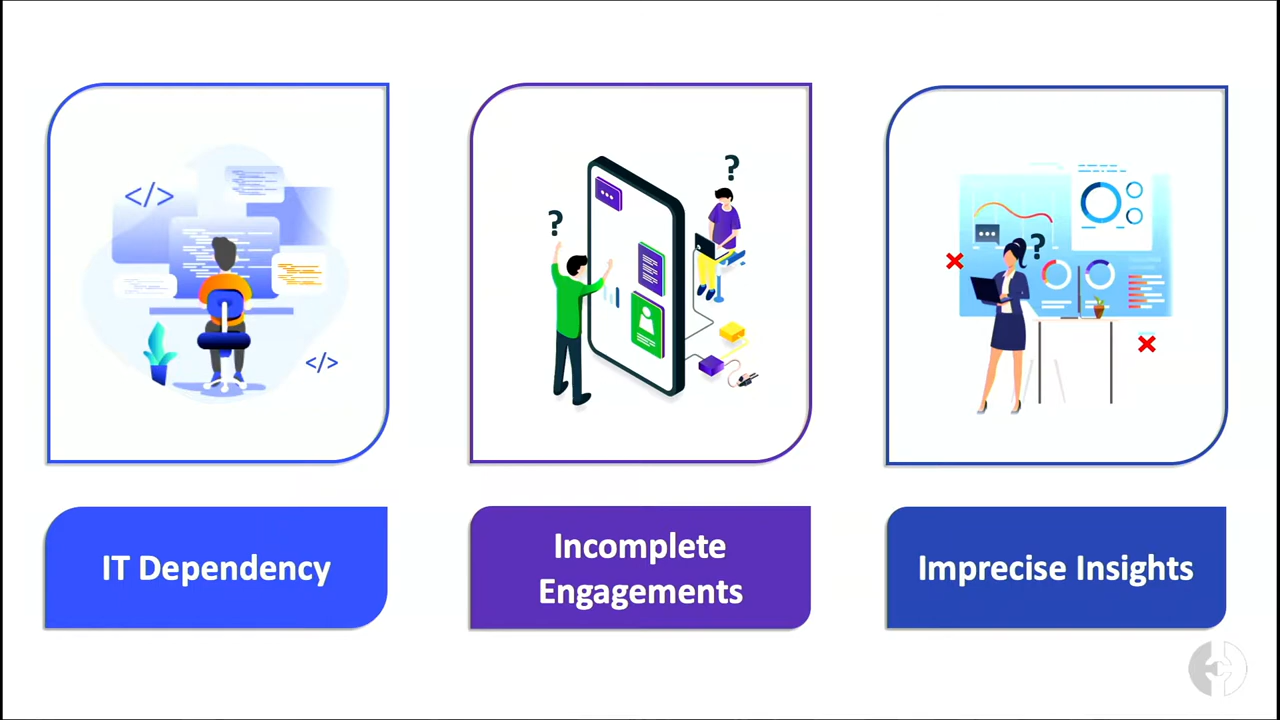 </>
?
?
?
</>
IT Dependency
Incomplete
Engagements
Imprecise Insights